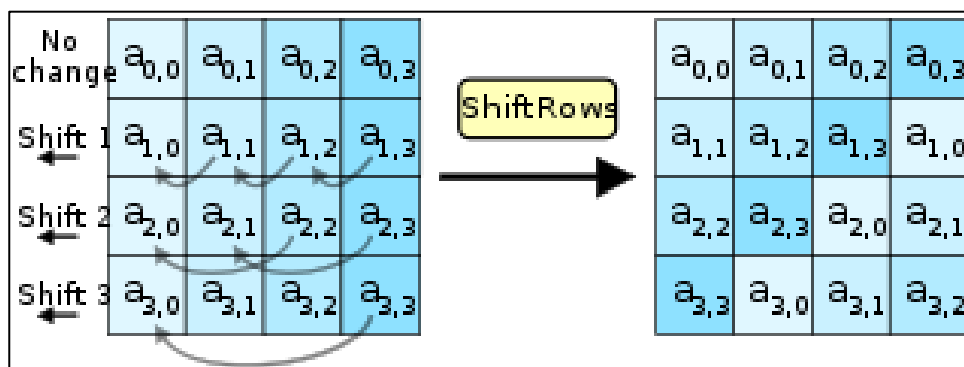 No change a0,0 a0,1 a0,2 a0,3 a0,0 a0,1 a0,2 a0,3
ShiftRows
Shift 1 a1,0 a1,1 a1,2 a1,3 a1,1 a1,2 a1,3 a1,0
Shift 2 a2,0 a2,1 a2,2 a2,3 a2,2 a2,3 a2,0 a2,1
Shift 3 a3,0 a3,1 a3,2 a3,3 a3,3 a3,0 a3,1 a3,2